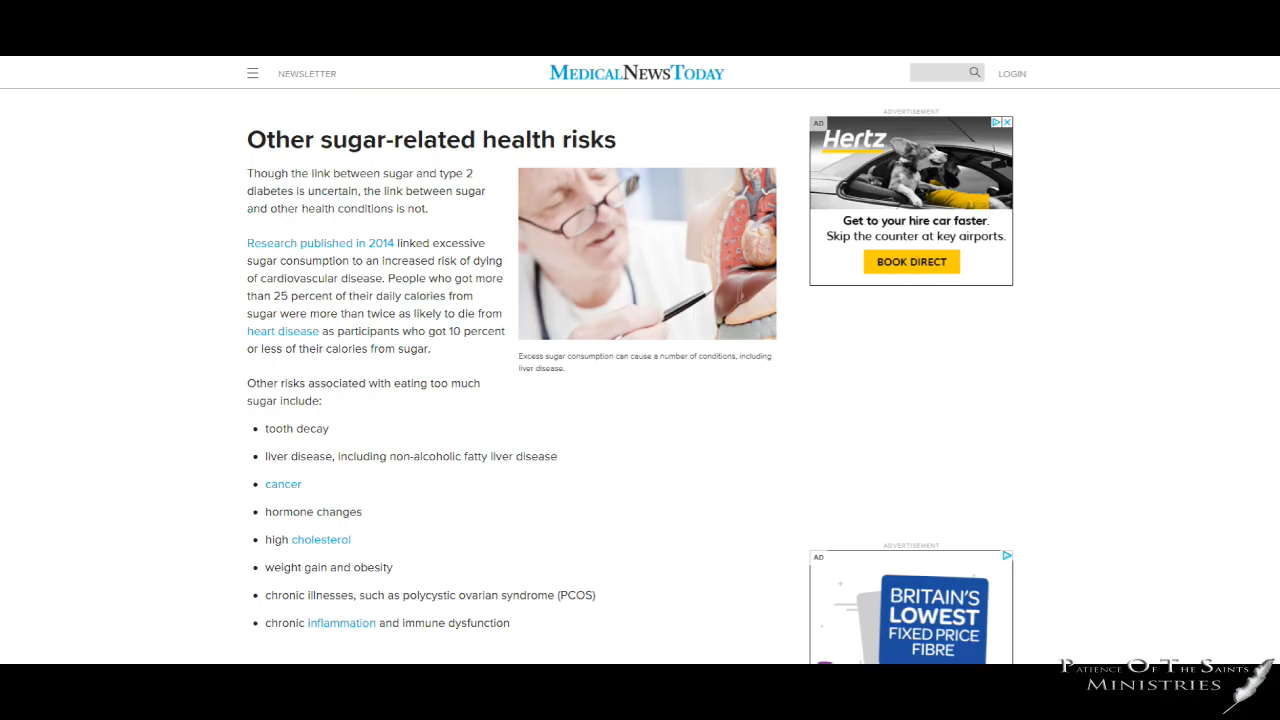 NEWSLETTER
MEDICALNEWSTODAY
LOGIN
Other sugar-related health risks
Though the link between sugar and type 2
diabetes is uncertain, the link between sugar
and other health conditions is not.
Research published in 2014 linked excessive
sugar consumption to an increased risk of dying
of cardiovascular disease. People who got more
than 25 percent of their daily calories from
sugar were more than twice as likely to die from
heart disease as participants who got 10 percent
or less of their calories from sugar.
Excess sugar consumption can cause a number of conditions, including
liver disease.
Other risks associated with eating too much
sugar include:
• tooth decay
• liver disease, including non-alcoholic fatty liver disease
• cancer
• hormone changes
• high cholesterol
• weight gain and obesity
• chronic illnesses, such as polycystic ovarian syndrome (PCOS)
• chronic inflammation and immune dysfunction
ADVERTISEMENT
AD
Hertz
Get to your hire car faster.
Skip the counter at key airports.
BOOK DIRECT
ADVERTISEMENT
AD
BRITAIN'S
LOWEST
FIXED PRICE
FIBRE
PATIENCE OF THE SAINTS
MINISTRIES